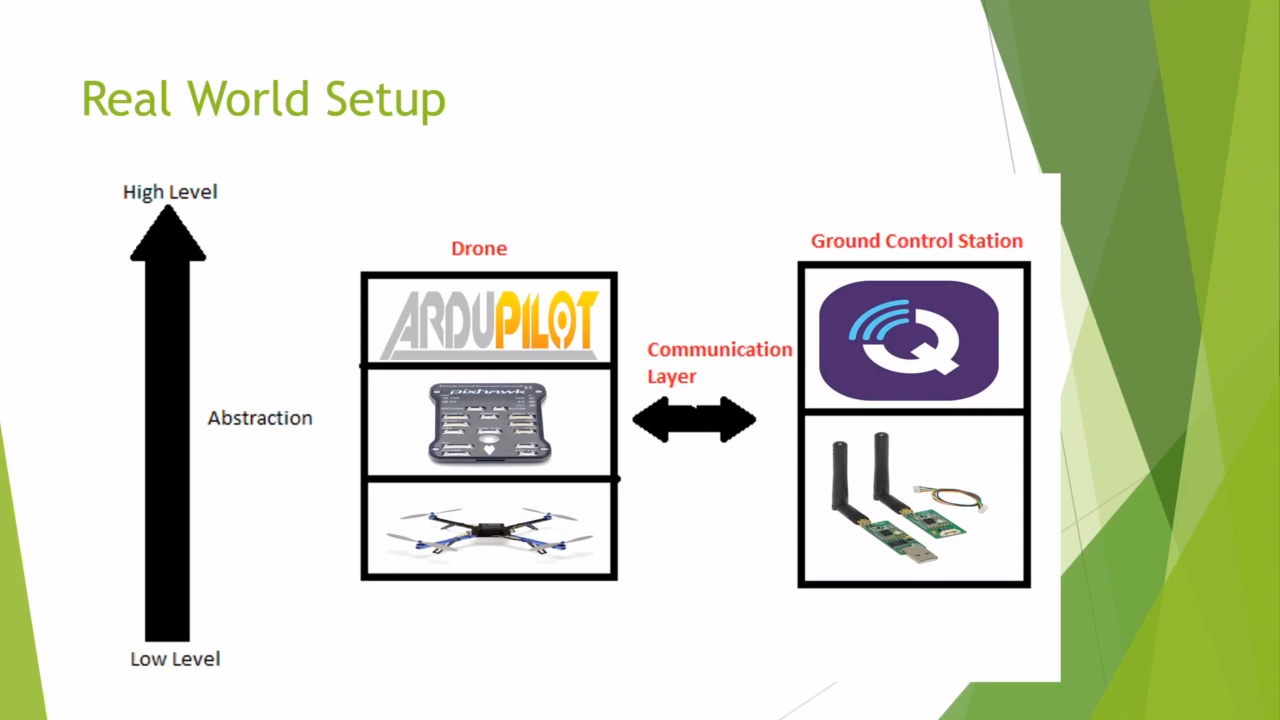 Real World Setup
High Level
Drone
Ground Control Station
ARDUPILOT
pixhawk
Communication
Layer
Abstraction
Low Level